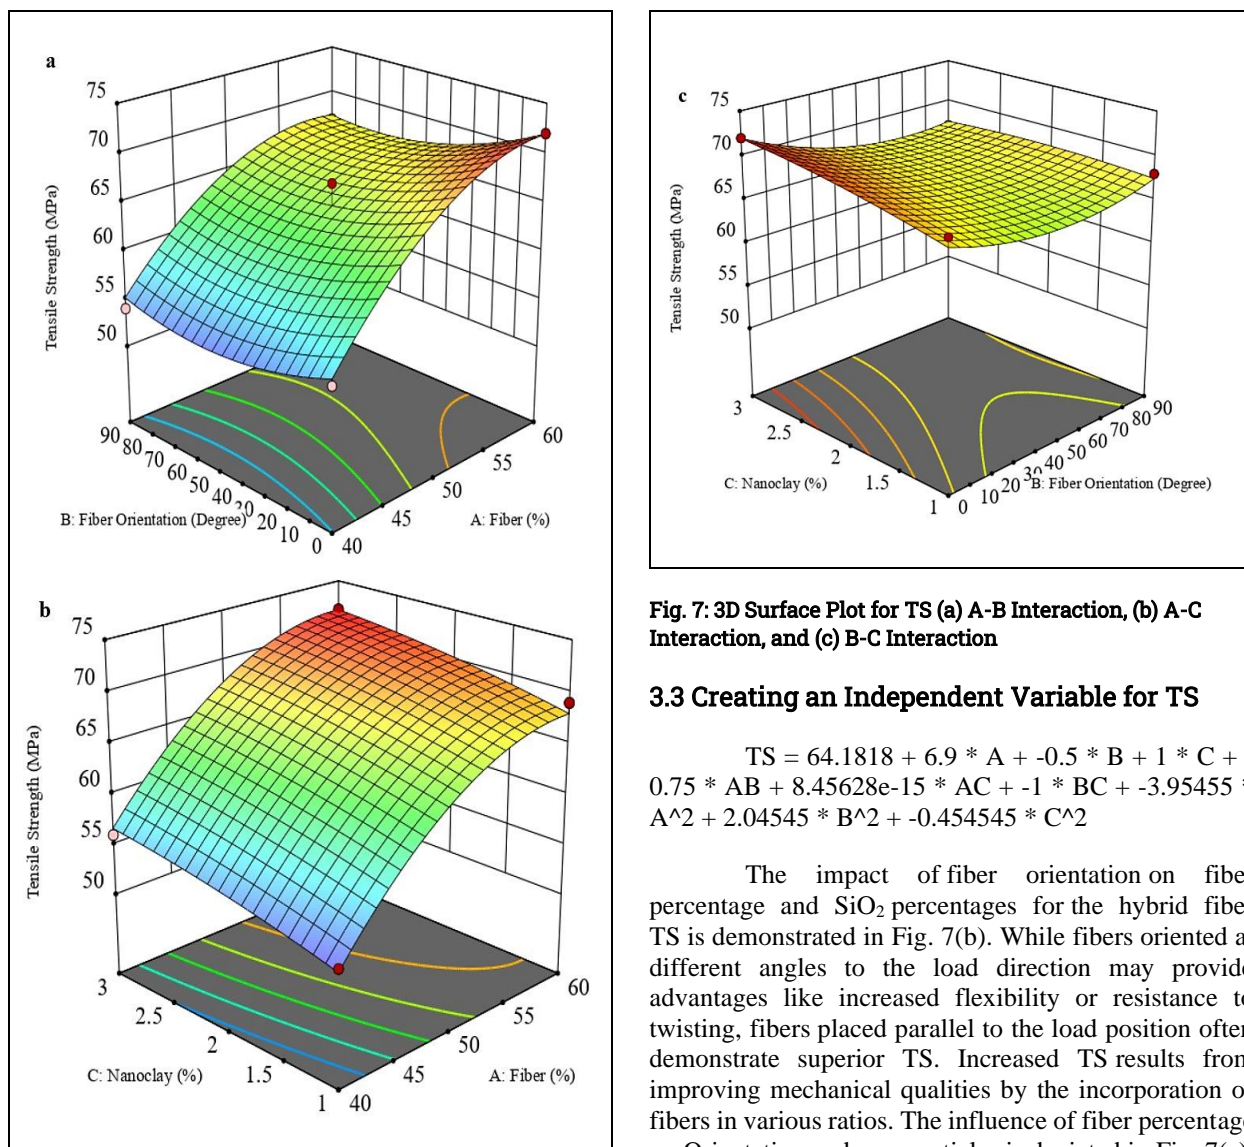 a
75
70
65
60
55
50
Tensile Strength (MPa)
90
80
70
60
50
40
20
10
0
B: Fiber Orientation (Degree)
40
45
50
55
60
A: Fiber (%)
b
75
70
65
60
55
50
Tensile Strength (MPa)
3
2.5
2
1.5
1
C: Nanoclay (%)
40
45
50
55
60
A: Fiber (%)
c
75
70
65
60
55
50
Tensile Strength (MPa)
3
2.5
2
1.5
1
C: Nanoclay (%)
0
10
20
30
40
50
60
70
80
90
B: Fiber Orientation (Degree)
Fig. 7: 3D Surface Plot for TS (a) A-B Interaction, (b) A-C
Interaction, and (c) B-C Interaction
3.3 Creating an Independent Variable for TS
TS = 64.1818 + 6.9 * A + -0.5 * B + 1 * C +
0.75 * AB + 8.45628e-15 * AC + -1 * BC + -3.95455 *
A^2 + 2.04545 * B^2 + -0.454545 * C^2
The impact of fiber orientation on fibe
percentage and SiO₂ percentages for the hybrid fibe
TS is demonstrated in Fig. 7(b). While fibers oriented a
different angles to the load direction may provide
advantages like increased flexibility or resistance to
twisting, fibers placed parallel to the load position often
demonstrate superior TS. Increased TS results from
improving mechanical qualities by the incorporation o
fibers in various ratios. The influence of fiber percentage